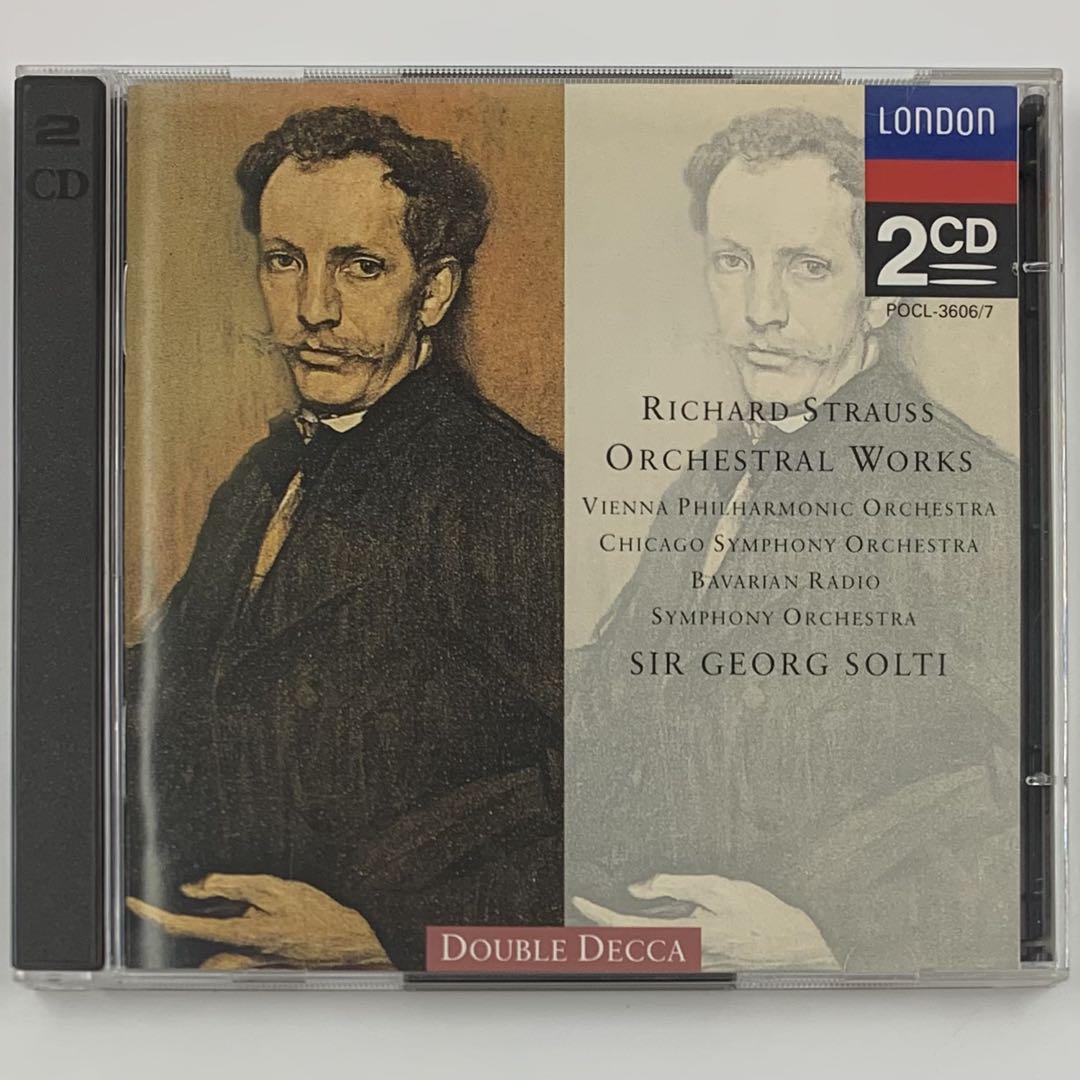 2
CD
LONDON
2CD
POCL-3606/7
RICHARD STRAUSS
ORCHESTRAL WORKS
VIENNA PHILHARMONIC ORCHESTRA
CHICAGO SYMPHONY ORCHESTRA
BAVARIAN RADIO
SYMPHONY ORCHESTRA
SIR GEORG SOLTI
DOUBLE DECCA